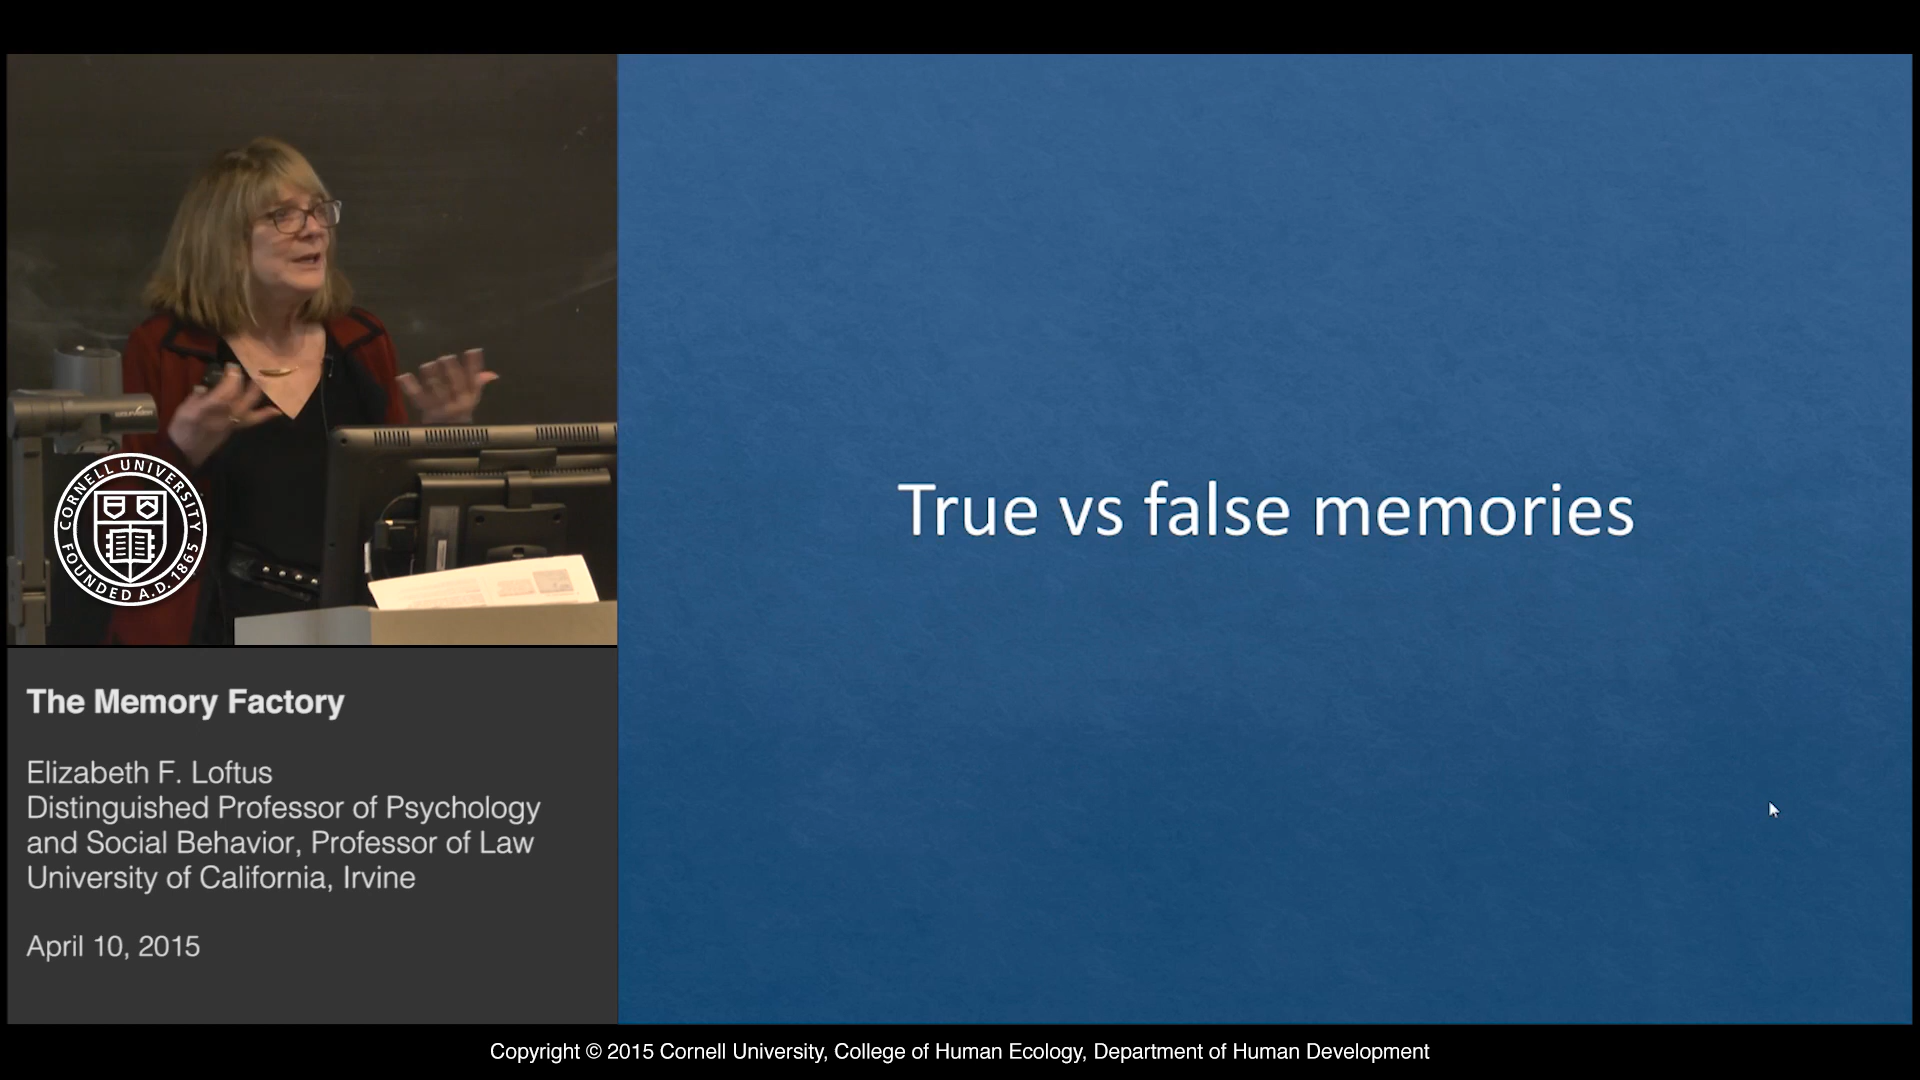 CORNELL UNIVERSITY
FOUNDED A.D. 1865
True vs false memories
The Memory Factory
Elizabeth F. Loftus
Distinguished Professor of Psychology
and Social Behavior, Professor of Law
University of California, Irvine
April 10, 2015
Copyright © 2015 Cornell University, College of Human Ecology, Department of Human Development